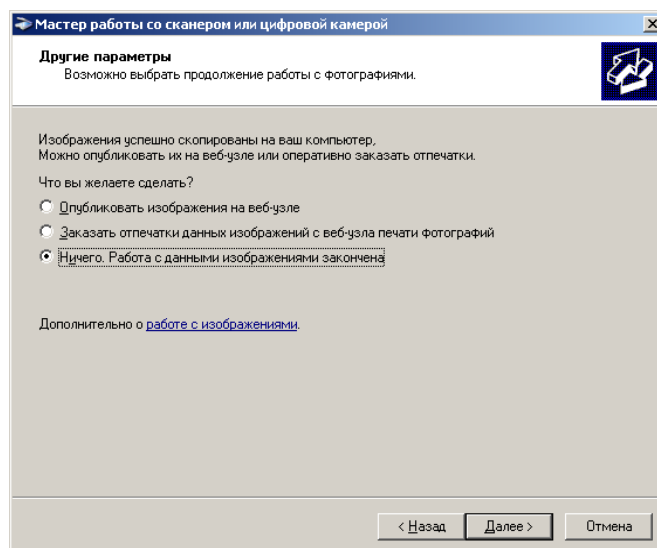 Мастер работы со сканером или цифровой камерой
Другие параметры
Возможно выбрать продолжение работы с фотографиями.
Изображения успешно скопированы на ваш компьютер,
Можно опубликовать их на веб-узле или оперативно заказать отпечатки.
Что вы желаете сделать?
Опубликовать изображения на веб-узле
Заказать отпечатки данных изображений с веб-узла печати фотографий
Ничего. Работа с данными изображениями закончена
Дополнительно о работе с изображениями.
< Назад
Далее >
Отмена